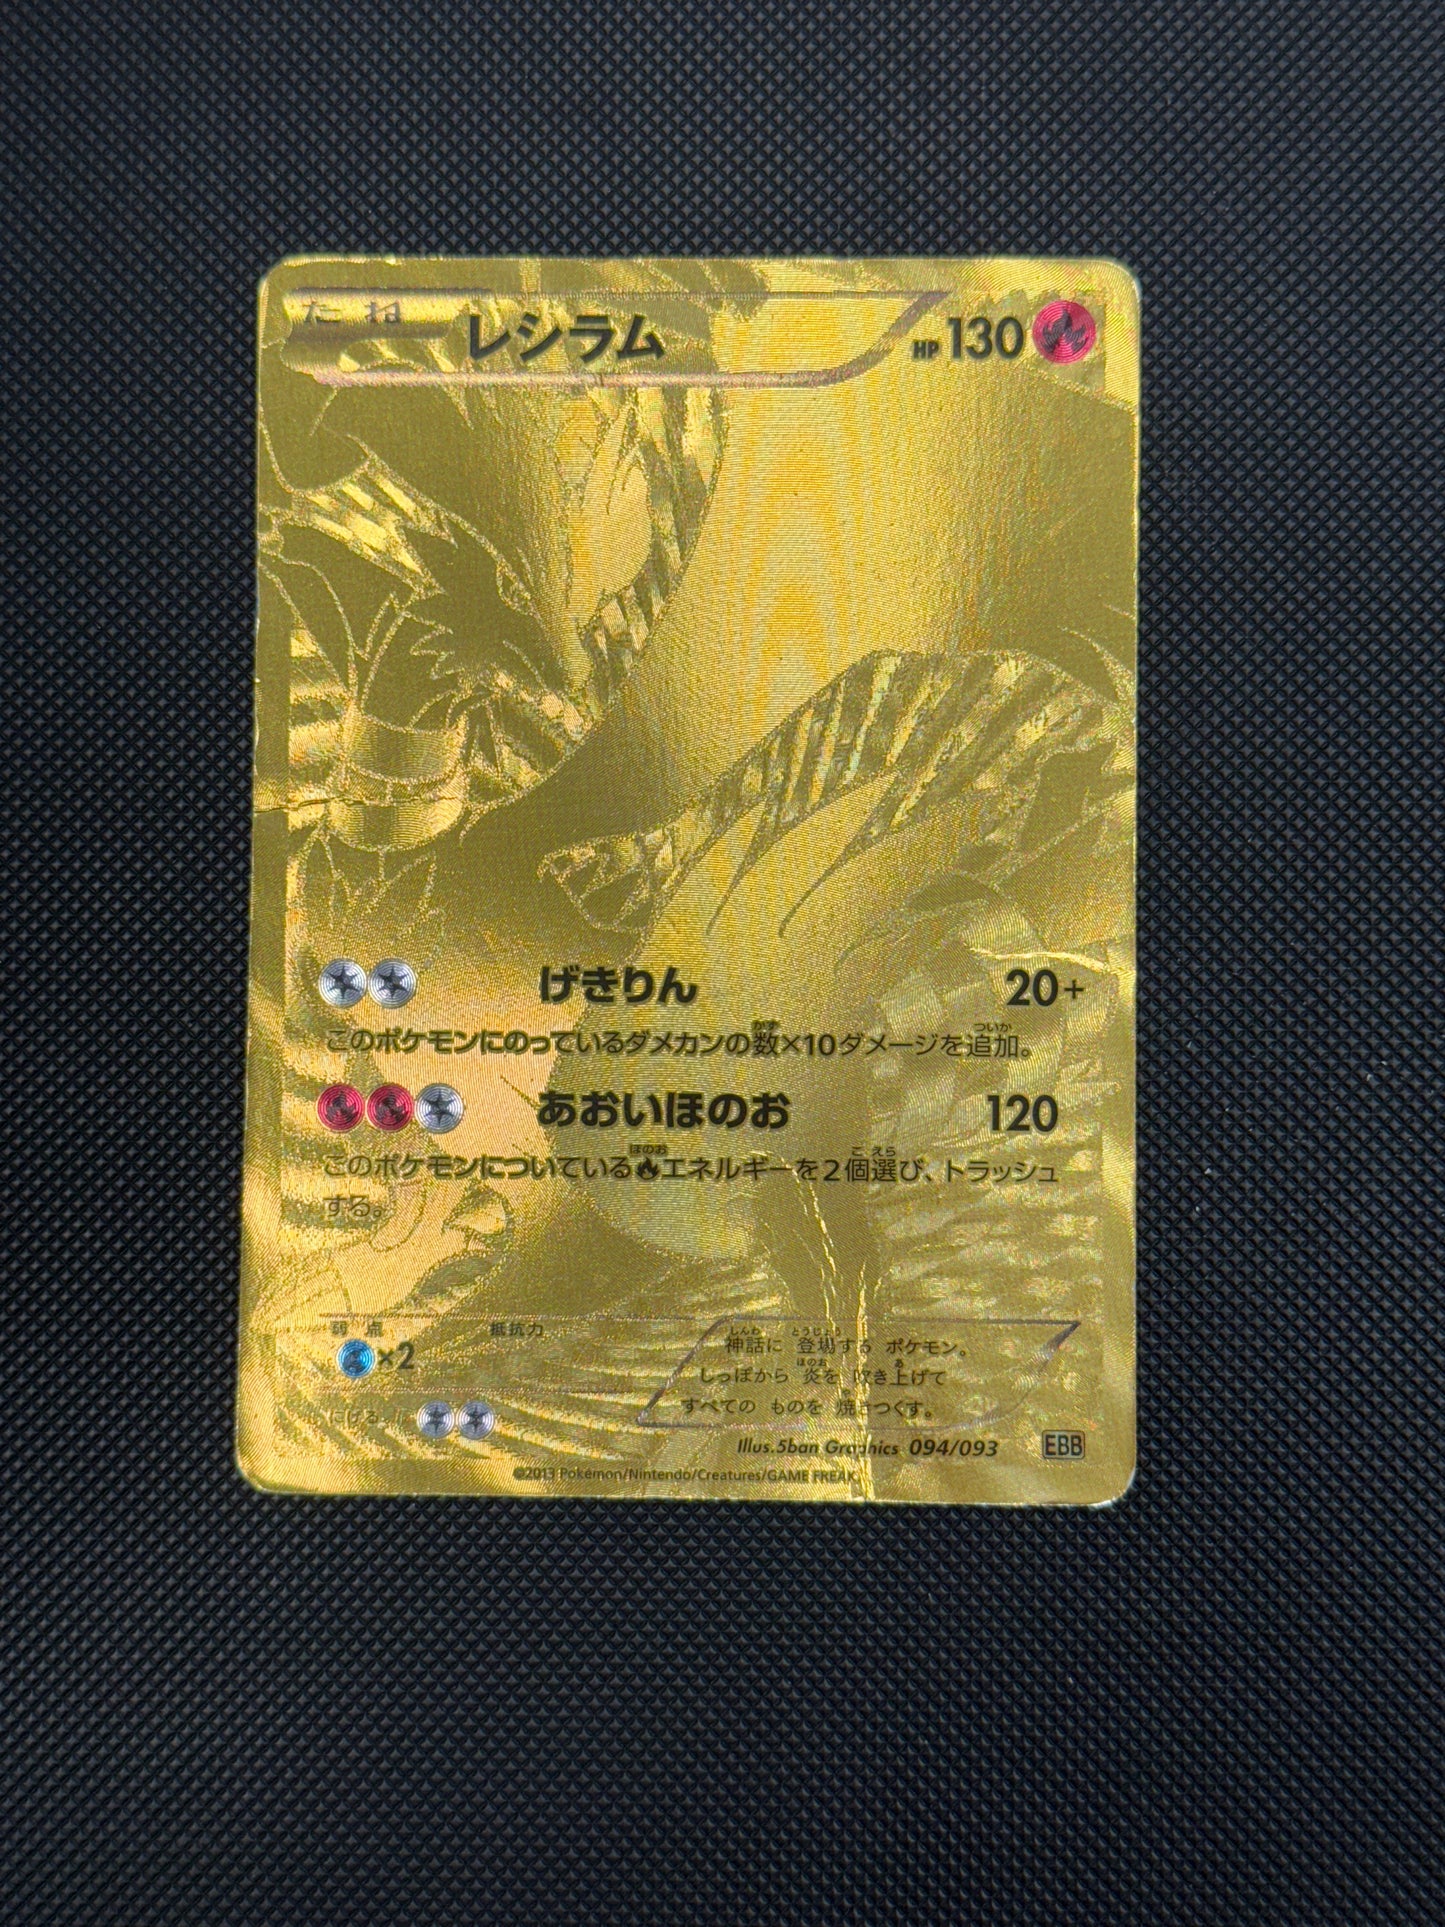 たね レシラム HP 130
げきりん 20+
このポケモンにのっているダメカンの数×10ダメージを追加。
あおいほのお 120
このポケモンについているエネルギーを2個選び、トラッシュ
する。
弱点 抵抗力
×2
にげる
神話に 登場する ポケモン。
しっぽから 炎を 吹き上げて
すべての ものを 焼きつくす。
Illus.5ban Graphics 094/093 EBB
©2013 Pokémon/Nintendo/Creatures/GAME FREAK.